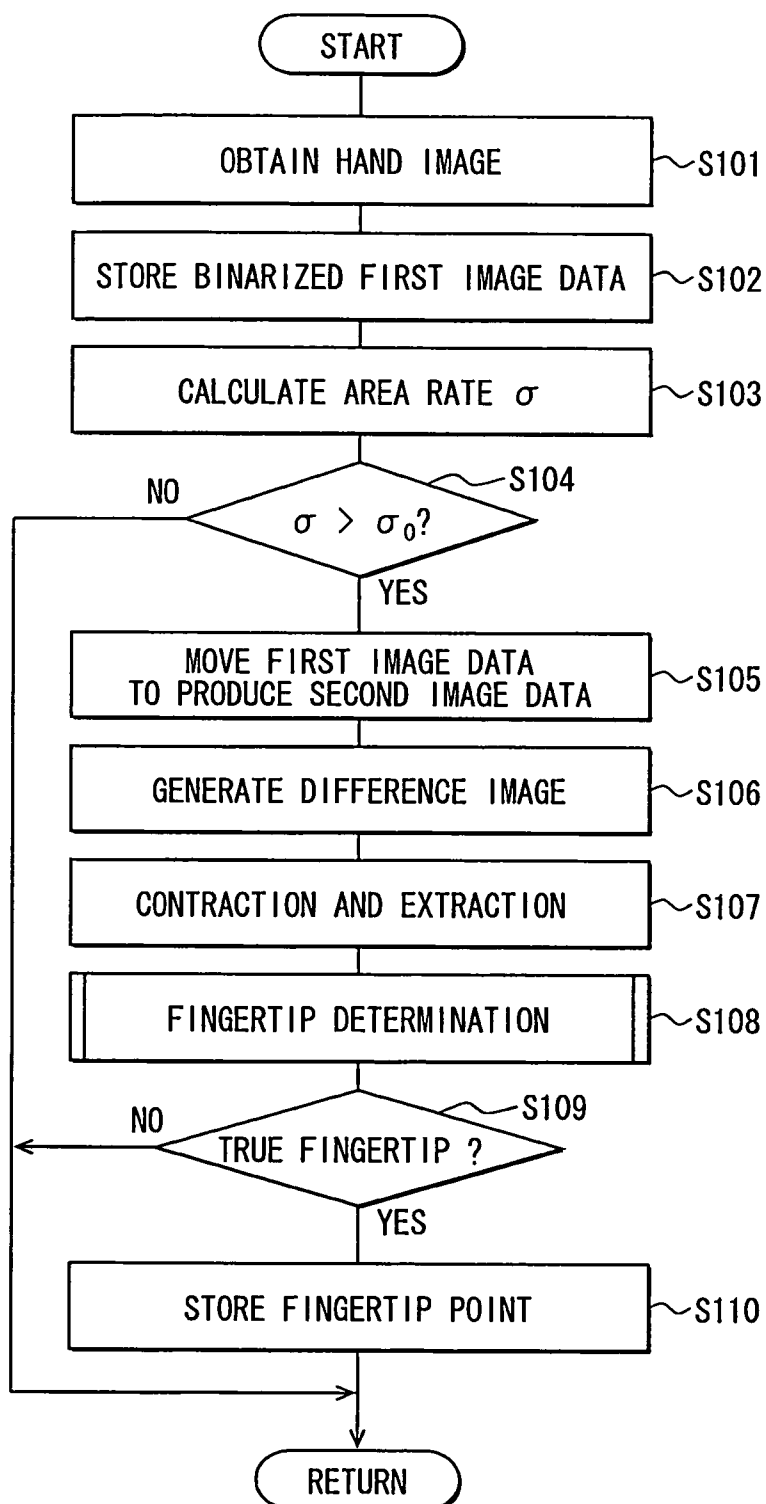 START
OBTAIN HAND IMAGE
S101
STORE BINARIZED FIRST IMAGE DATA
S102
CALCULATE AREA RATE σ
S103
S104
NO
σ > σ₀?
YES
MOVE FIRST IMAGE DATA
TO PRODUCE SECOND IMAGE DATA
S105
GENERATE DIFFERENCE IMAGE
S106
CONTRACTION AND EXTRACTION
S107
FINGERTIP DETERMINATION
S108
S109
NO
TRUE FINGERTIP ?
YES
STORE FINGERTIP POINT
S110
RETURN